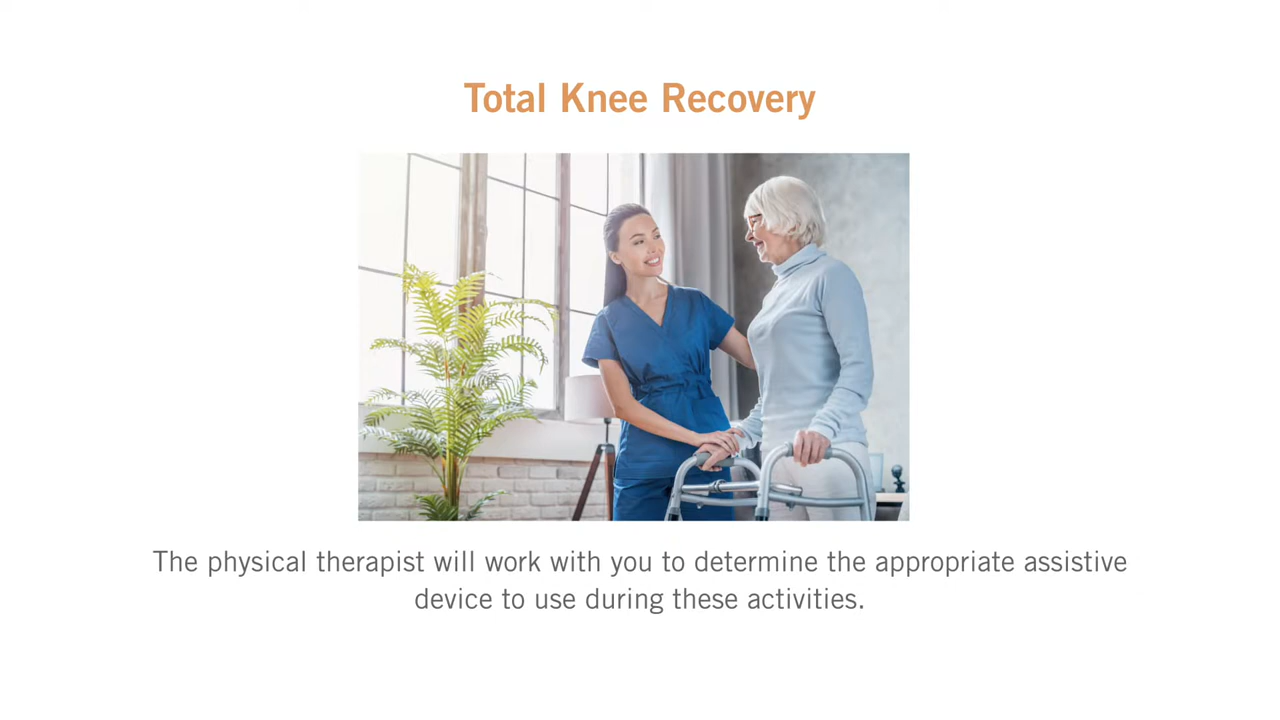 Total Knee Recovery
The physical therapist will work with you to determine the appropriate assistive
device to use during these activities.